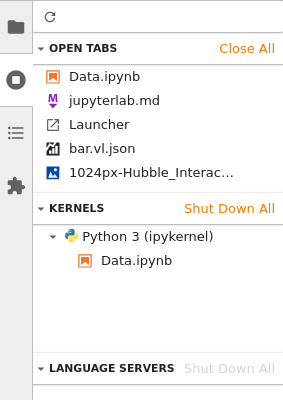 OPEN TABS Close All
Data.ipynb
jupyterlab.md
Launcher
bar.vl.json
1024px-Hubble_Interac...
KERNELS Shut Down All
Python 3 (ipykernel)
Data.ipynb
LANGUAGE SERVERS Shut Down All